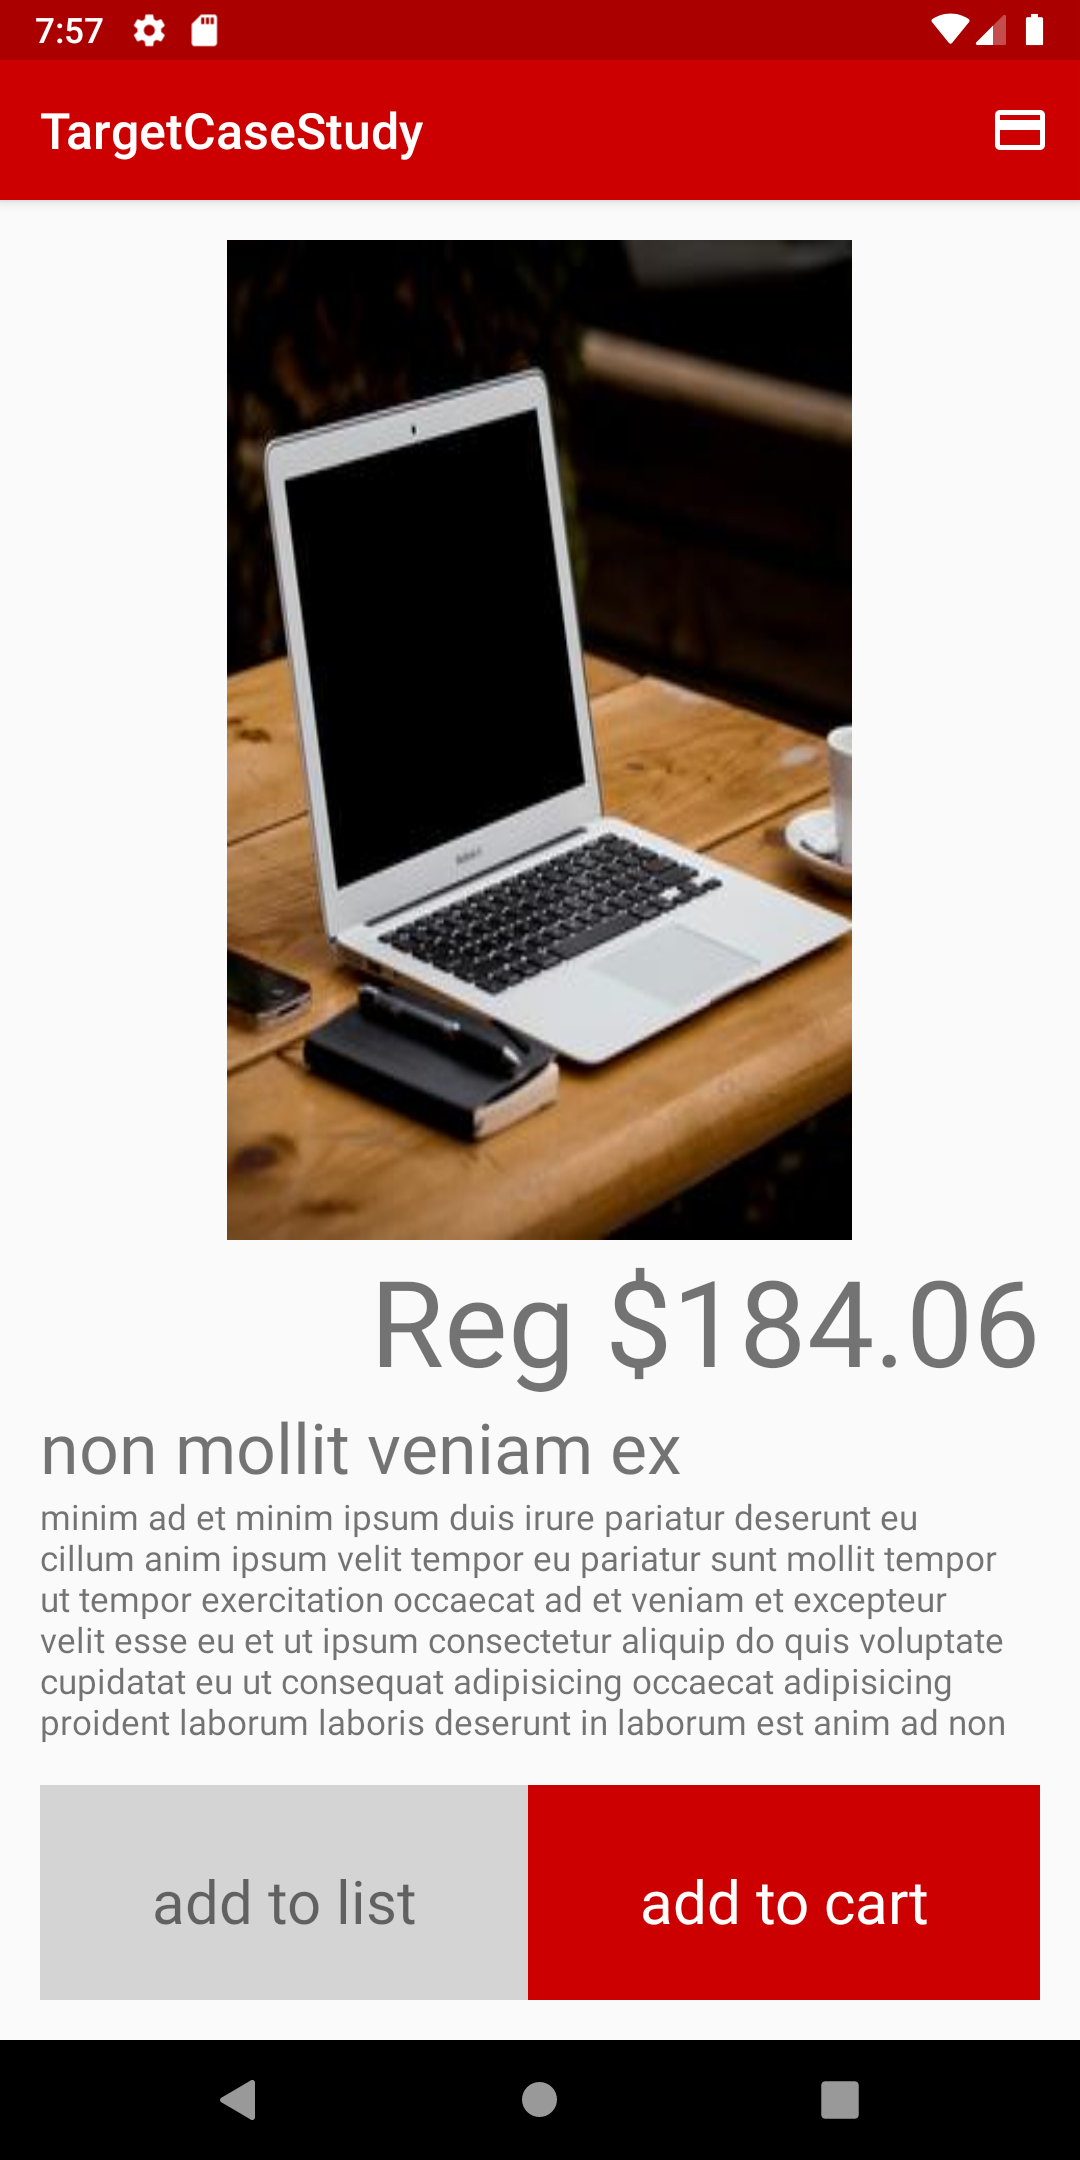 7:57
TargetCaseStudy
Reg $184.06
non mollit veniam ex
minim ad et minim ipsum duis irure pariatur deserunt eu
cillum anim ipsum velit tempor eu pariatur sunt mollit tempor
ut tempor exercitation occaecat ad et veniam et excepteur
velit esse eu et ut ipsum consectetur aliquip do quis voluptate
cupidatat eu ut consequat adipisicing occaecat adipisicing
proident laborum laboris deserunt in laborum est anim ad non
add to list
add to cart